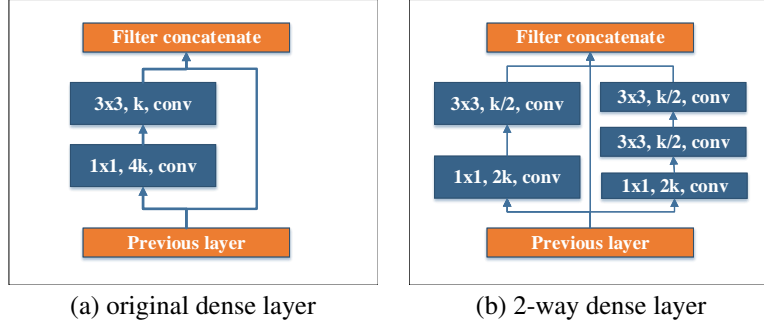 Filter concatenate
3x3, k, conv
1x1, 4k, conv
Previous layer
(a) original dense layer
Filter concatenate
3x3, k/2, conv
1x1, 2k, conv
3x3, k/2, conv
3x3, k/2, conv
1x1, 2k, conv
Previous layer
(b) 2-way dense layer